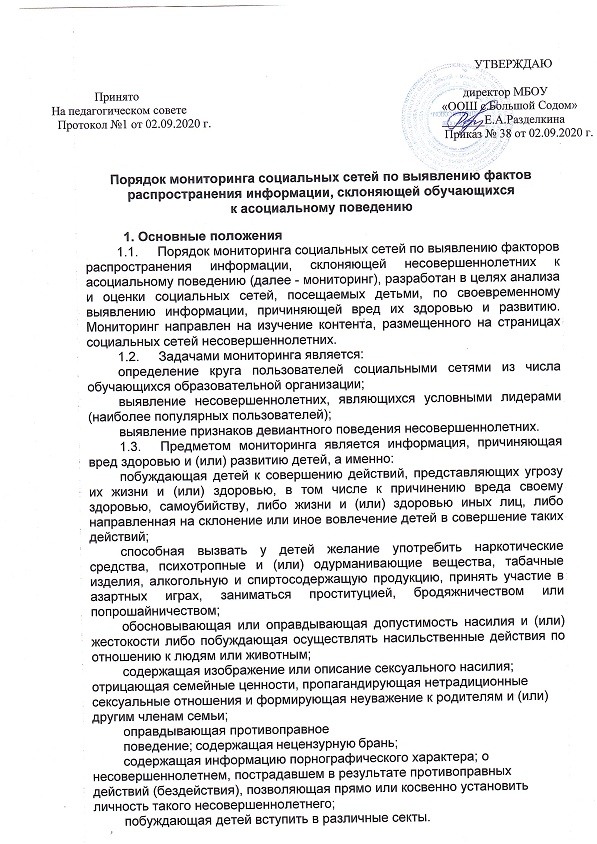 УТВЕРЖДАЮ
Принято
директор МБОУ
На педагогическом совете
«ООШ с.Большой Содом»
Протокол №1 от 02.09.2020 г.
Е.А.Разделкина
Приказ № 38 от 02.09.2020 г.
Порядок мониторинга социальных сетей по выявлению фактов
распространения информации, склоняющей обучающихся
к асоциальному поведению
1. Основные положения
1.1. Порядок мониторинга социальных сетей по выявлению факторов
распространения информации, склоняющей несовершеннолетних к
асоциальному поведению (далее - мониторинг), разработан в целях анализа
и оценки социальных сетей, посещаемых детьми, по своевременному
выявлению информации, причиняющей вред их здоровью и развитию.
Мониторинг направлен на изучение контента, размещенного на страницах
социальных сетей несовершеннолетних.
1.2. Задачами мониторинга является:
определение круга пользователей социальными сетями из числа
обучающихся образовательной организации;
выявление несовершеннолетних, являющихся условными лидерами
(наиболее популярных пользователей);
выявление признаков девиантного поведения несовершеннолетних.
1.3. Предметом мониторинга является информация, причиняющая
вред здоровью и (или) развитию детей, а именно:
побуждающая детей к совершению действий, представляющих угрозу
их жизни и (или) здоровью, в том числе к причинению вреда своему
здоровью, самоубийству, либо жизни и (или) здоровью иных лиц, либо
направленная на склонение или иное вовлечение детей в совершение таких
действий;
способная вызвать у детей желание употребить наркотические
средства, психотропные и (или) одурманивающие вещества, табачные
изделия, алкогольную и спиртосодержащую продукцию, принять участие в
азартных играх, заниматься проституцией, бродяжничеством или
попрошайничеством;
обосновывающая или оправдывающая допустимость насилия и (или)
жестокости либо побуждающая осуществлять насильственные действия по
отношению к людям или животным;
содержащая изображение или описание сексуального насилия;
отрицающая семейные ценности, пропагандирующая нетрадиционные
сексуальные отношения и формирующая неуважение к родителям и (или)
другим членам семьи;
оправдывающая противоправное
поведение; содержащая нецензурную брань;
содержащая информацию порнографического характера; о
несовершеннолетнем, пострадавшем в результате противоправных
действий (бездействия), позволяющая прямо или косвенно установить
личность такого несовершеннолетнего;
побуждающая детей вступить в различные секты.